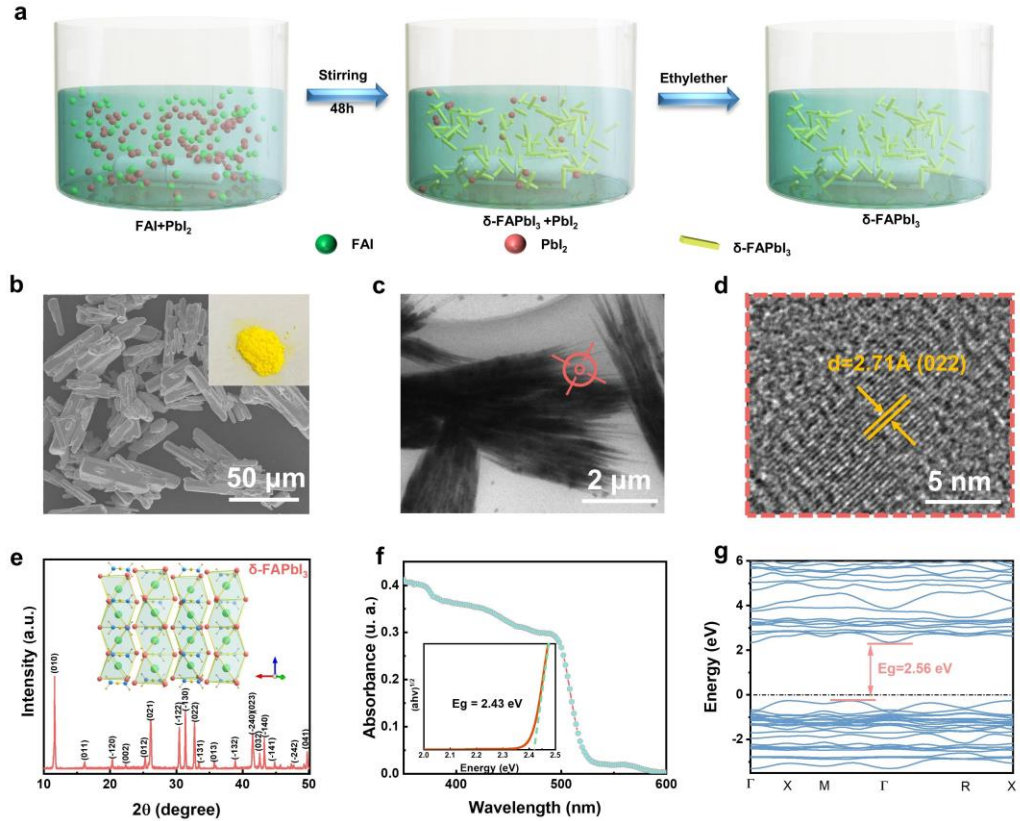 a
Stirring
48h
Ethylether
FAI+PbI₂
δ-FAPbI₃ +PbI₂
δ-FAPbI₃
FAI
PbI₂
δ-FAPbI₃
b
50 μm
c
2 μm
d
d=2.71Å (022)
5 nm
e
δ-FAPbI₃
Intensity (a.u.)
(010)
(011)
(-120)
(002)
(012)
(021)
(-122)
(-130)
(022)
(-131)
(013)
(-132)
(-240)(023)
(032)
(-140)
(-141)
(-242)
(041)
10 20 30 40 50
2θ (degree)
f
Absorbance (u. a.)
0.4
0.3
0.2
0.1
0.0
(ahv)¹/²
Eg = 2.43 eV
2.0 2.1 2.2 2.3 2.4 2.5
Energy (eV)
400 500 600
Wavelength (nm)
g
Energy (eV)
6
4
2
0
-2
Eg=2.56 eV
Γ X M Γ R X